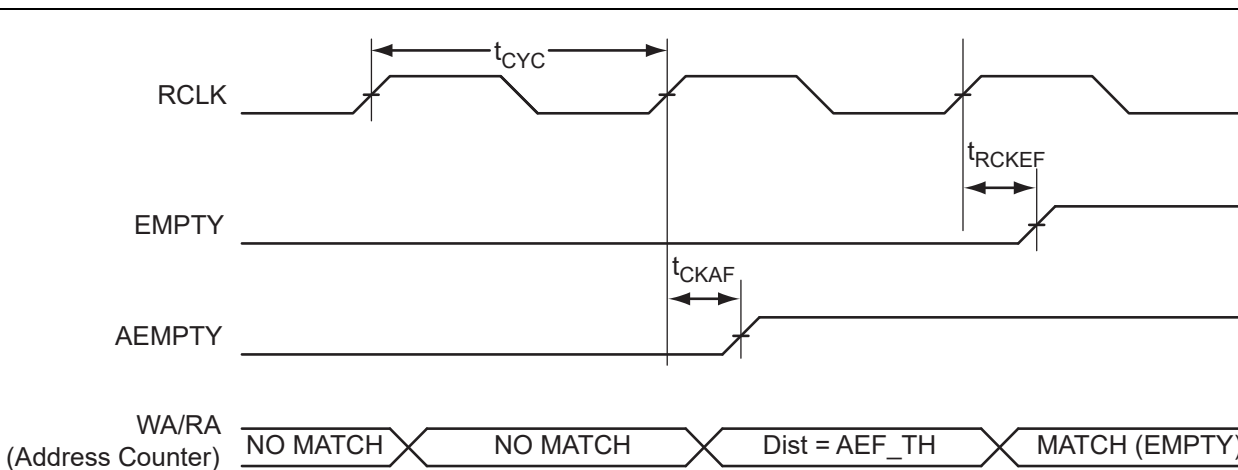 tCYC
RCLK
tRCKEF
EMPTY
tCKAF
AEMPTY
WA/RA
(Address Counter)
NO MATCH
NO MATCH
Dist = AEF_TH
MATCH (EMPTY)